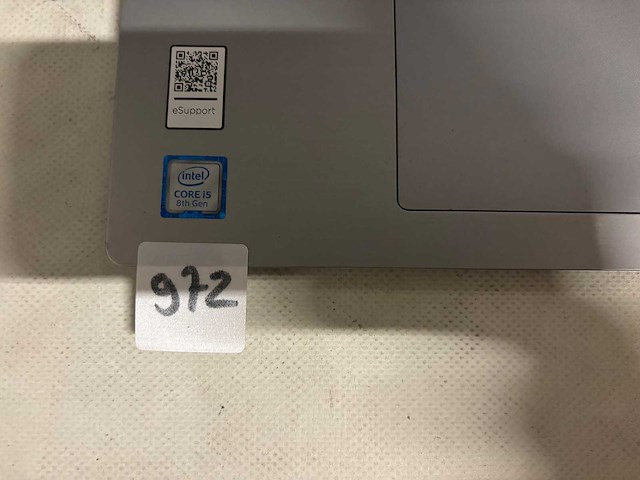 eSupport
intel
CORE i5
8th Gen
972